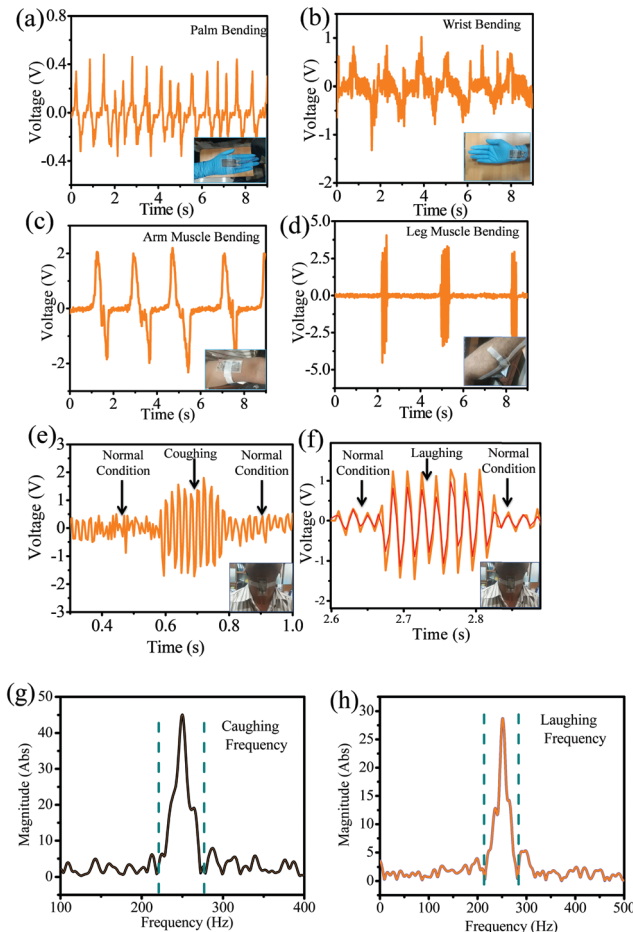 (a)
Palm Bending
Voltage (V)
0.8
0.4
0.0
-0.4
0 2 4 6 8
Time (s)
(b)
Wrist Bending
Voltage (V)
2
1
0
-1
-2
0 2 4 6 8
Time (s)
(c)
Arm Muscle Bending
Voltage (V)
2
0
-2
0 2 4 6 8
Time (s)
(d)
Leg Muscle Bending
Voltage (V)
5.0
2.5
0.0
-2.5
-5.0
0 2 4 6 8
Time (s)
(e)
Normal
Condition
Coughing
Normal
Condition
Voltage (V)
3
2
1
0
-1
-2
-3
0.4 0.6 0.8 1.0
Time (s)
(f)
Normal
Condition
Laughing
Normal
Condition
Voltage (V)
2
1
0
-1
-2
2.6 2.7 2.8
Time (s)
(g)
Caughing
Frequency
Magnitude (Abs)
50
40
30
20
10
0
100 200 300 400
Frequency (Hz)
(h)
Laughing
Frequency
Magnitude (Abs)
30
25
20
15
10
5
0
0 100 200 300 400 500
Frequency (Hz)